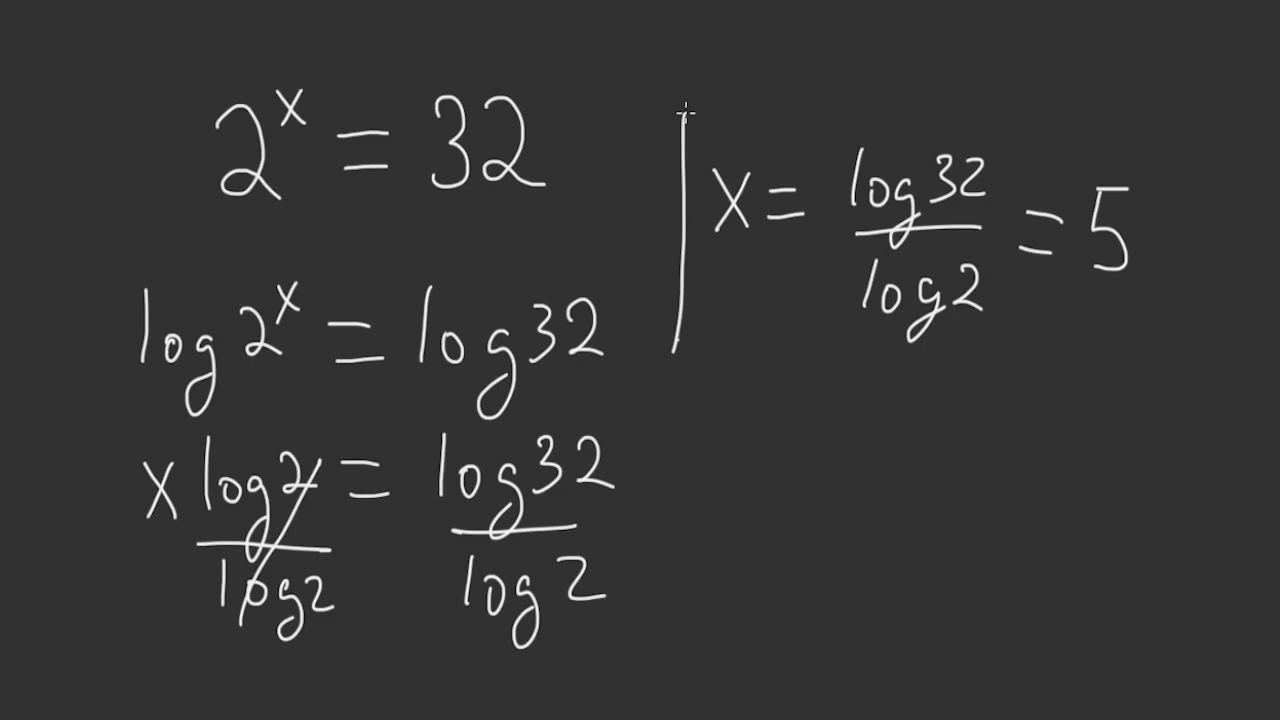 2^x = 32
log 2^x = log 32
x log 2 / log 2 = log 32 / log 2
x = log 32 / log 2 = 5